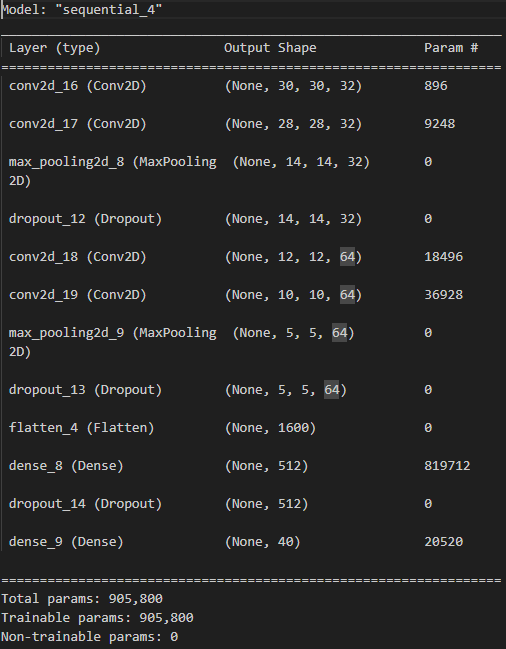 Model: "sequential_4"
_________________________________________________________________
Layer (type) Output Shape Param #
=================================================================
conv2d_16 (Conv2D) (None, 30, 30, 32) 896
conv2d_17 (Conv2D) (None, 28, 28, 32) 9248
max_pooling2d_8 (MaxPooling (None, 14, 14, 32) 0
2D)
dropout_12 (Dropout) (None, 14, 14, 32) 0
conv2d_18 (Conv2D) (None, 12, 12, 64) 18496
conv2d_19 (Conv2D) (None, 10, 10, 64) 36928
max_pooling2d_9 (MaxPooling (None, 5, 5, 64) 0
2D)
dropout_13 (Dropout) (None, 5, 5, 64) 0
flatten_4 (Flatten) (None, 1600) 0
dense_8 (Dense) (None, 512) 819712
dropout_14 (Dropout) (None, 512) 0
dense_9 (Dense) (None, 40) 20520
=================================================================
Total params: 905,800
Trainable params: 905,800
Non-trainable params: 0